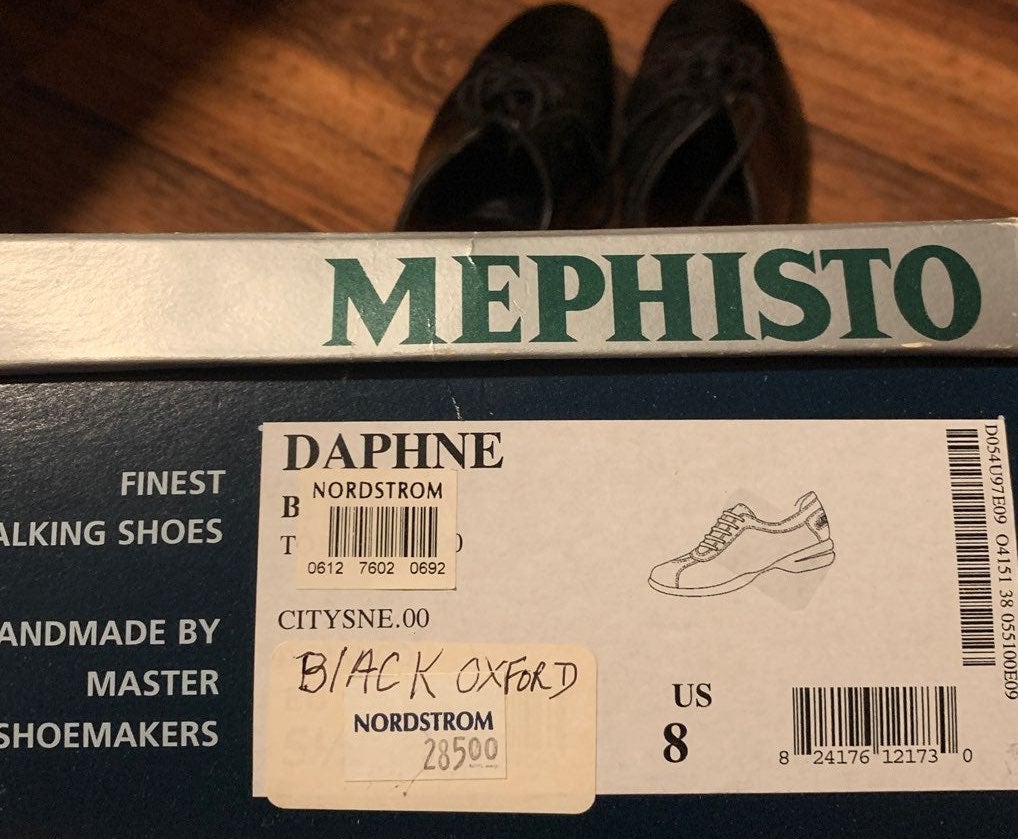 MEPHISTO
FINEST
ALKING SHOES
ANDMADE BY
MASTER
SHOEMAKERS
DAPHNE
B
NORDSTROM
T
0612 7602 0692
CITYSNE.00
BlACK OXFORD
NORDSTROM
28500
US
8
8 24176 12173 0
D054U97E09 O4151 38 055100E09